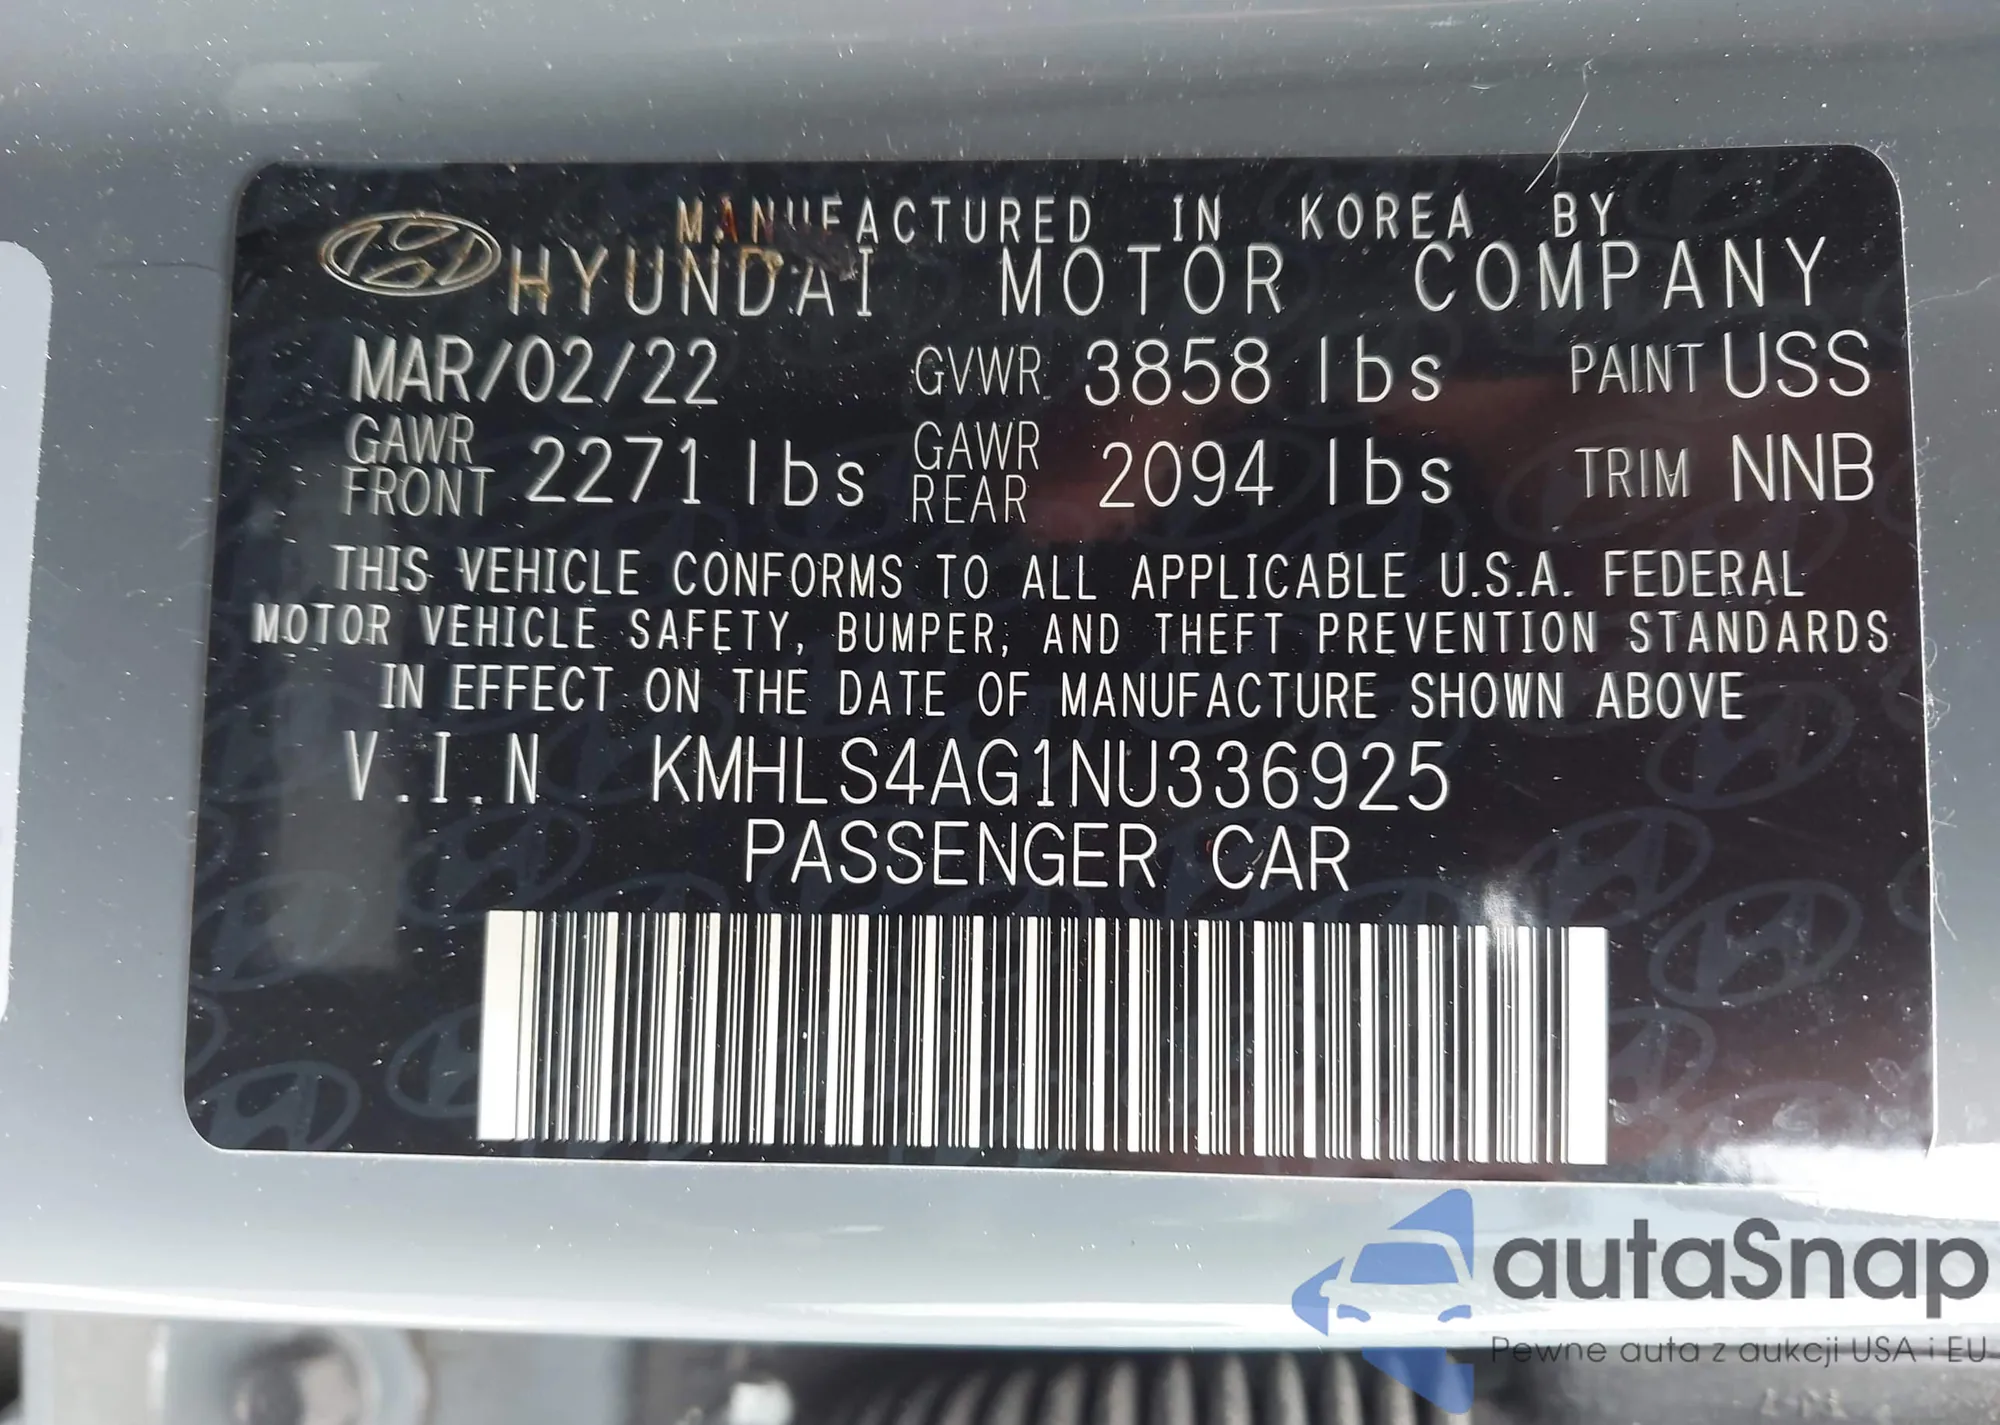 MANUFACTURED IN KOREA BY
HYUNDAI MOTOR COMPANY
MAR/02/22 GVWR 3858 lbs PAINT USS
GAWR FRONT 2271 lbs GAWR REAR 2094 lbs TRIM NNB
THIS VEHICLE CONFORMS TO ALL APPLICABLE U.S.A. FEDERAL
MOTOR VEHICLE SAFETY, BUMPER, AND THEFT PREVENTION STANDARDS
IN EFFECT ON THE DATE OF MANUFACTURE SHOWN ABOVE
V.I.N KMHLS4AG1NU336925
PASSENGER CAR
autaSnap
Pewne auta z aukcji USA i EU